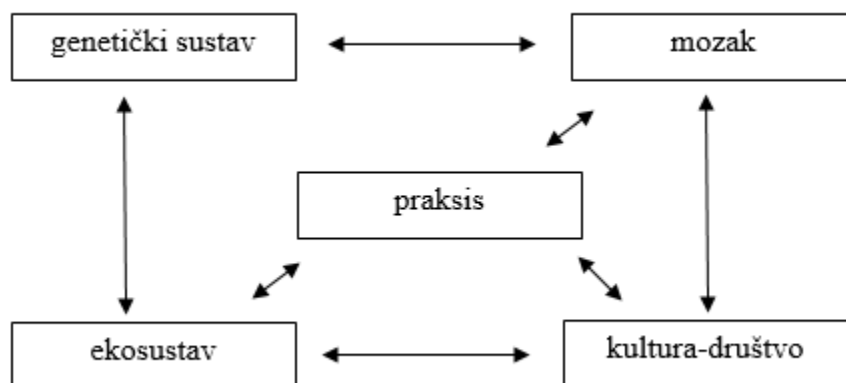 genetički sustav
mozak
praksis
ekosustav
kultura-društvo